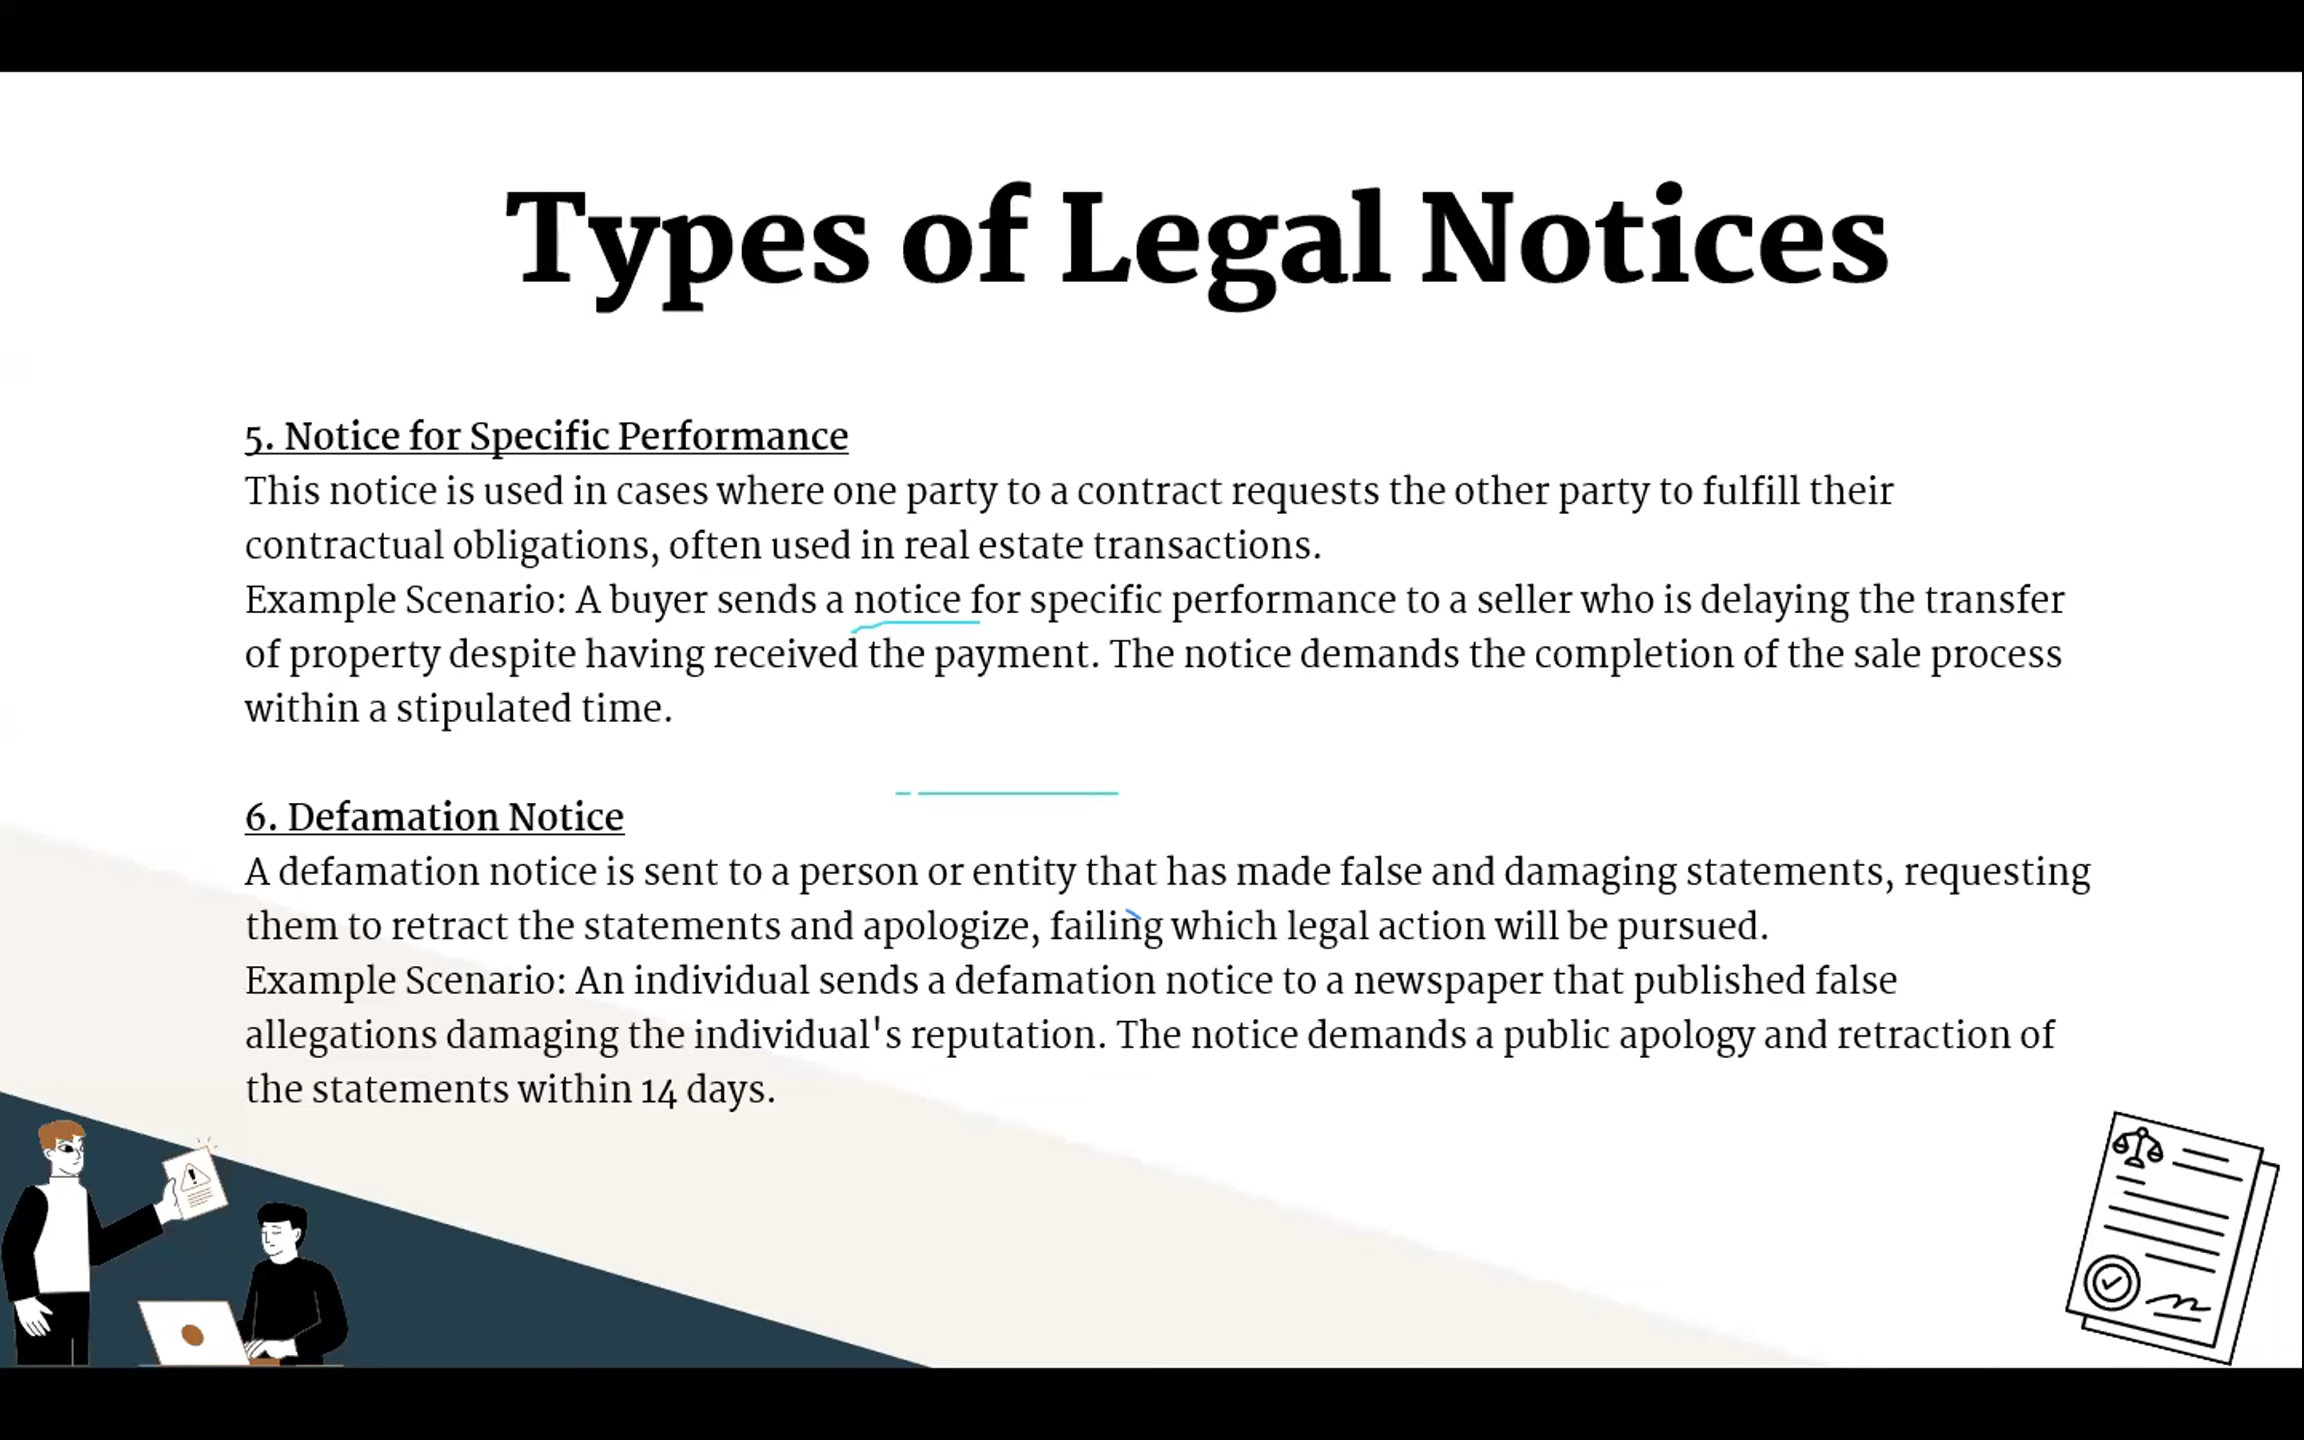 Types of Legal Notices
5. Notice for Specific Performance
This notice is used in cases where one party to a contract requests the other party to fulfill their
contractual obligations, often used in real estate transactions.
Example Scenario: A buyer sends a notice for specific performance to a seller who is delaying the transfer
of property despite having received the payment. The notice demands the completion of the sale process
within a stipulated time.
6. Defamation Notice
A defamation notice is sent to a person or entity that has made false and damaging statements, requesting
them to retract the statements and apologize, failing which legal action will be pursued.
Example Scenario: An individual sends a defamation notice to a newspaper that published false
allegations damaging the individual's reputation. The notice demands a public apology and retraction of
the statements within 14 days.